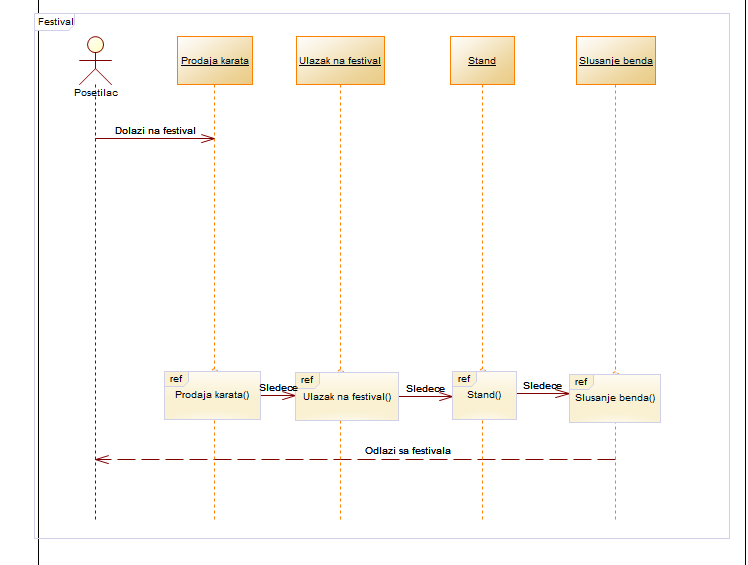 Festival
Posetilac
Prodaja karata
Ulazak na festival
Stand
Slusanje benda
Dolazi na festival
ref
Prodaja karata()
Sledece
ref
Ulazak na festival()
Sledece
ref
Stand()
Sledece
ref
Slusanje benda()
Odlazi sa festivala